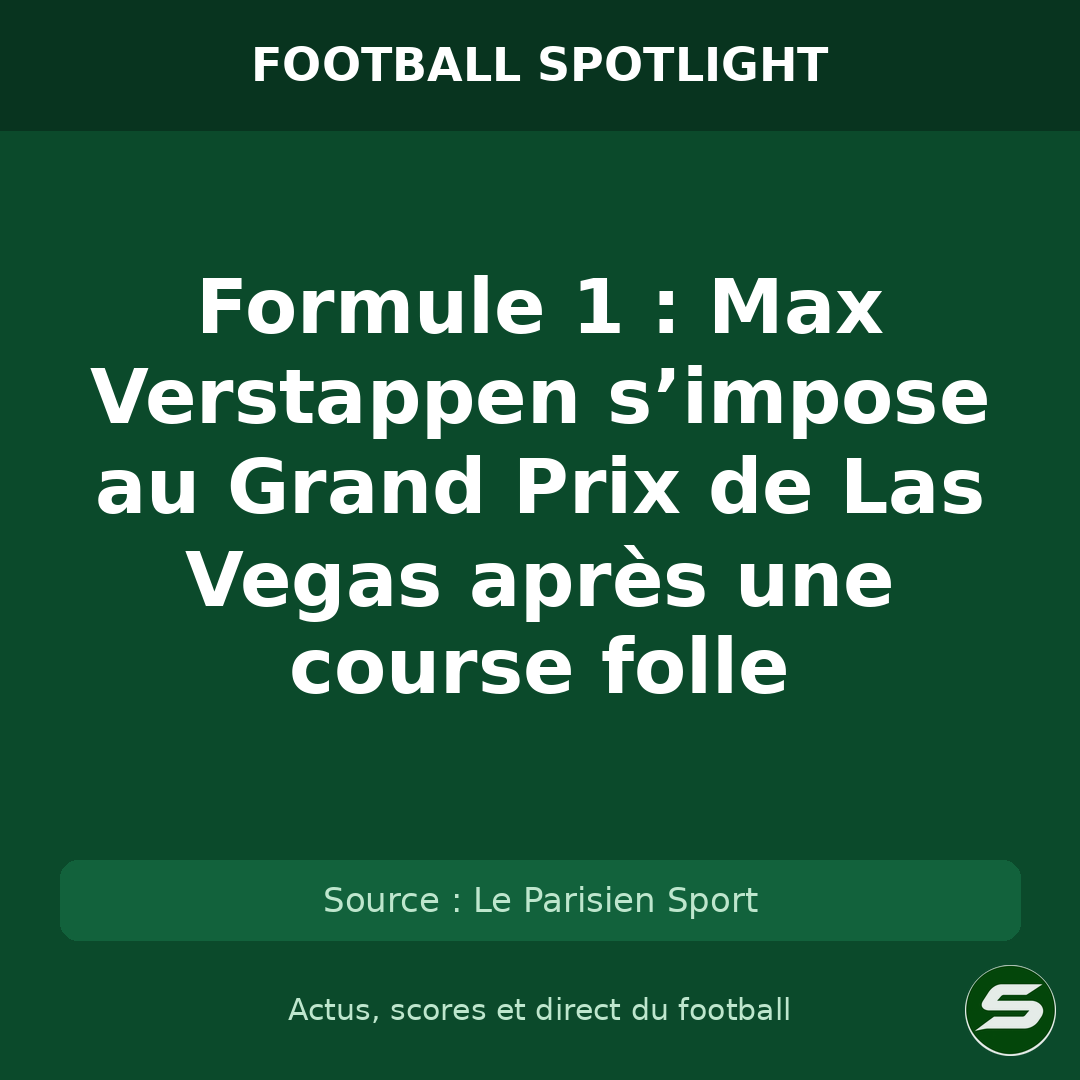 FOOTBALL SPOTLIGHT
Formule 1 : Max
Verstappen s’impose
au Grand Prix de Las
Vegas après une
course folle
Source : Le Parisien Sport
Actus, scores et direct du football
S